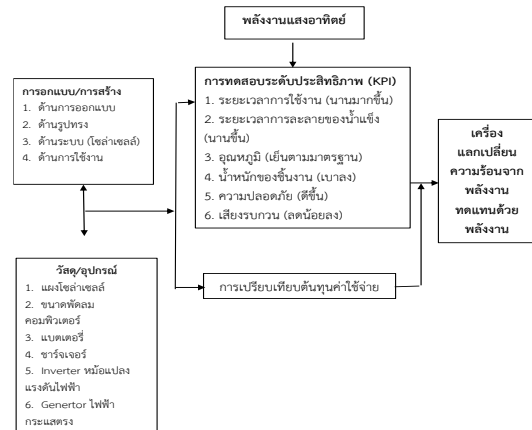 พลังงานแสงอาทิตย์
การอกแบบ/การสร้าง
1. ด้านการออกแบบ
2. ด้านรูปทรง
3. ด้านระบบ (โซล่าเซลล์)
4. ด้านการใช้งาน
การทดสอบระดับประสิทธิภาพ (KPI)
1. ระยะเวลาการใช้งาน (นานมากขึ้น)
2. ระยะเวลาการละลายของน้ำแข็ง
(นานขึ้น)
3. อุณหภูมิ (เย็นตามมาตรฐาน)
4. น้ำหนักของชิ้นงาน (เบาลง)
5. ความปลอดภัย (ดีขึ้น)
6. เสียงรบกวน (ลดน้อยลง)
เครื่อง
แลกเปลี่ยน
ความร้อนจาก
พลังงาน
ทดแทนด้วย
พลังงาน
วัสดุ/อุปกรณ์
1. แผงโซล่าเซลล์
2. ขนาดพัดลม
คอมพิวเตอร์
3. แบตเตอรี่
4. ชาร์จเจอร์
5. Inverter หม้อแปลง
แรงดันไฟฟ้า
6. Genertor ไฟฟ้า
กระแสตรง
การเปรียบเทียบต้นทุนค่าใช้จ่าย